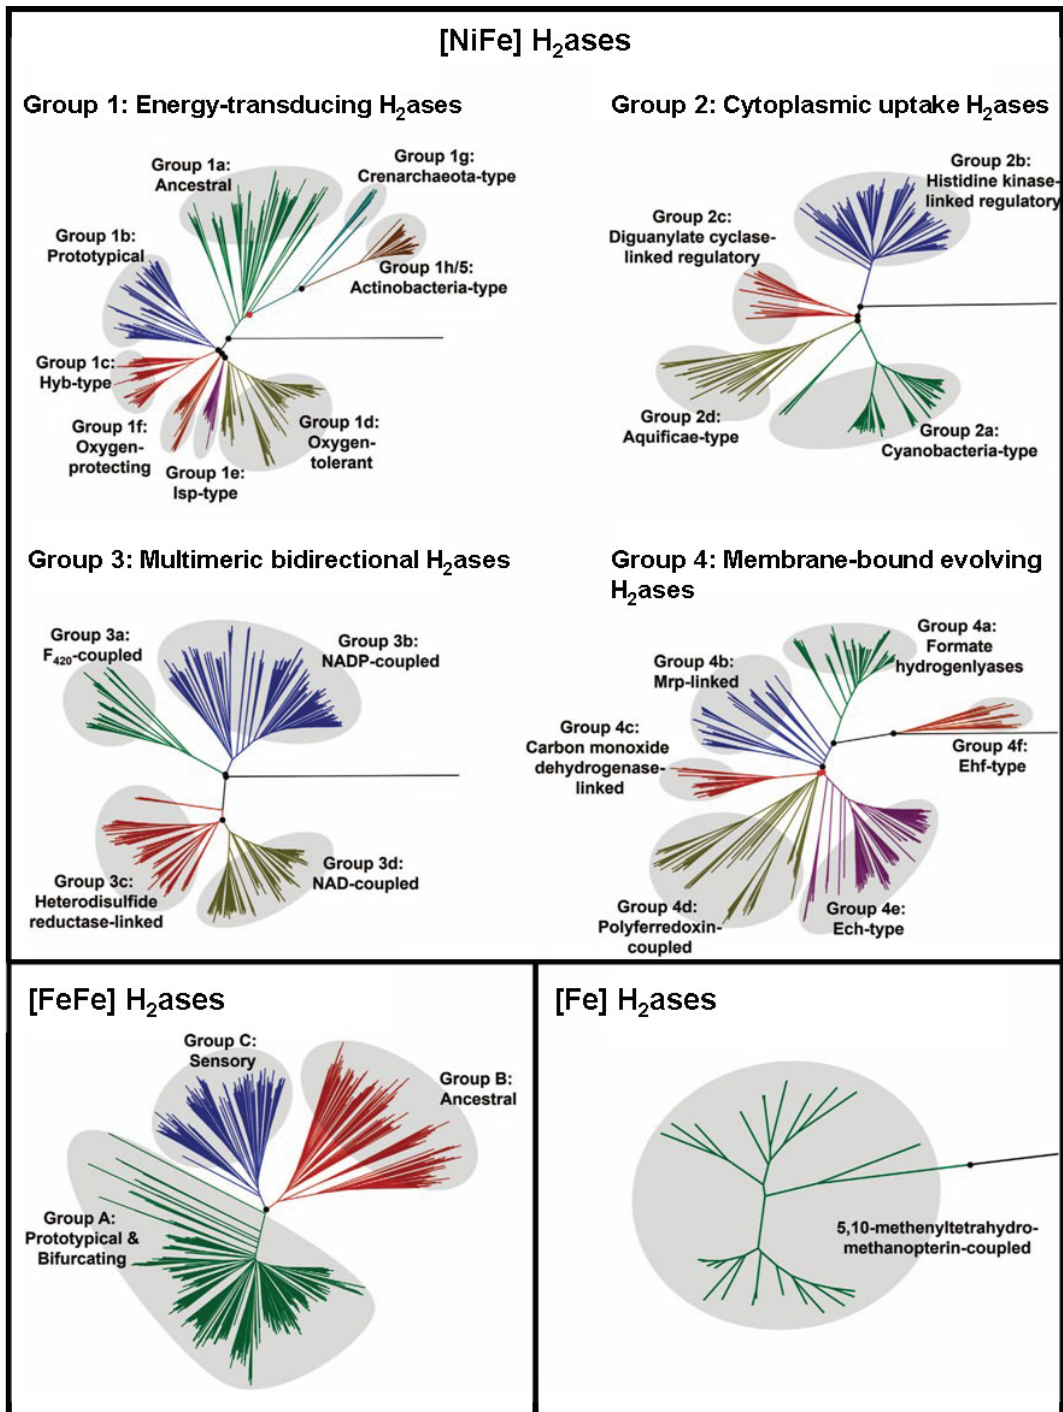 [NiFe] H₂ases
Group 1: Energy-transducing H₂ases
Group 1a:
Ancestral
Group 1g:
Crenarchaeota-type
Group 1b:
Prototypical
Group 1h/5:
Actinobacteria-type
Group 1c:
Hyb-type
Group 1f:
Oxygen-
protecting
Group 1e:
Isp-type
Group 1d:
Oxygen-
tolerant
Group 2: Cytoplasmic uptake H₂ases
Group 2b:
Histidine kinase-
linked regulatory
Group 2c:
Diguanylate cyclase-
linked regulatory
Group 2d:
Aquificae-type
Group 2a:
Cyanobacteria-type
Group 3: Multimeric bidirectional H₂ases
Group 3a:
F₄₂₀-coupled
Group 3b:
NADP-coupled
Group 3c:
Heterodisulfide
reductase-linked
Group 3d:
NAD-coupled
Group 4: Membrane-bound evolving
H₂ases
Group 4a:
Formate
hydrogenlyases
Group 4b:
Mrp-linked
Group 4c:
Carbon monoxide
dehydrogenase-
linked
Group 4f:
Ehf-type
Group 4d:
Polyferredoxin-
coupled
Group 4e:
Ech-type
[FeFe] H₂ases
Group C:
Sensory
Group B:
Ancestral
Group A:
Prototypical &
Bifurcating
[Fe] H₂ases
5,10-methenyltetrahydro-
methanopterin-coupled